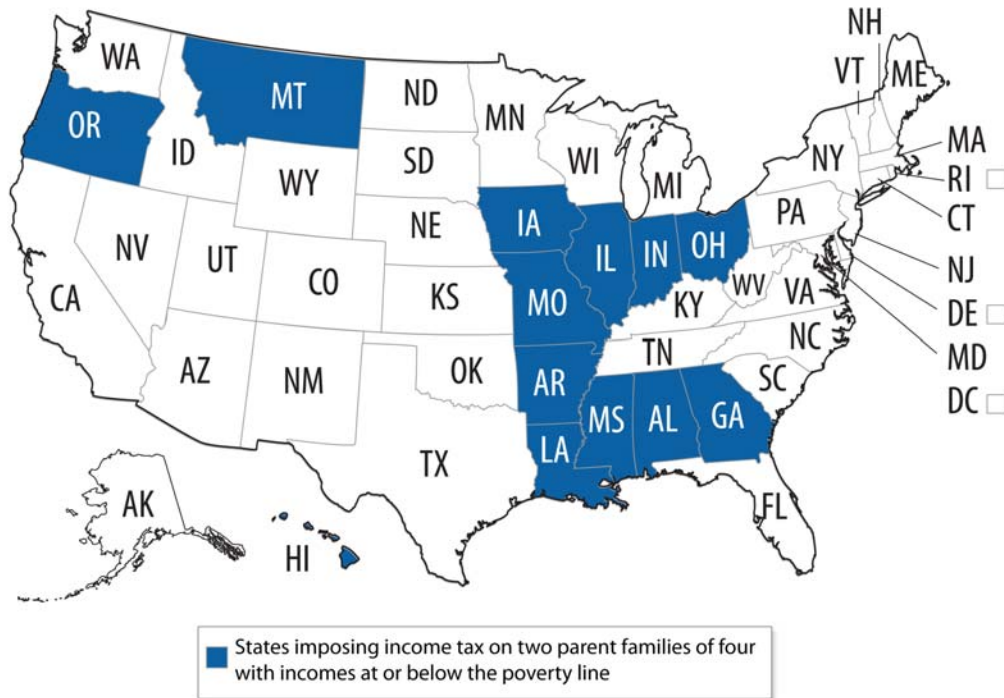 NH
WA
VT
ME
MT
ND
OR
MN
MA
ID
SD
WI
NY
RI
WY
MI
CT
IA
PA
NE
NV
OH
NJ
IL
IN
UT
CO
WV
CA
KS
MO
KY
VA
DE
NC
MD
TN
AZ
OK
AR
NM
SC
DC
MS
AL
GA
LA
TX
AK
FL
HI
States imposing income tax on two parent families of four
with incomes at or below the poverty line